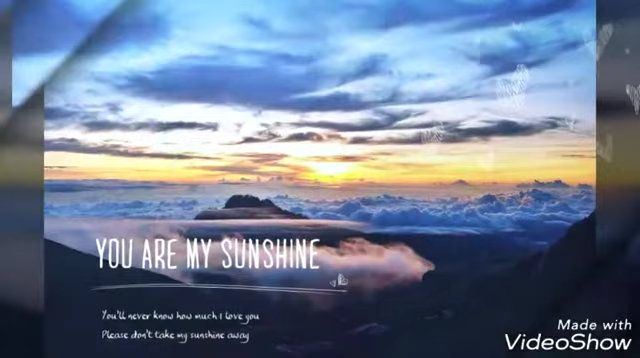 YOU ARE MY SUNSHINE
You'll never know how much I love you
Please don't take my sunshine away
Made with
VideoShow